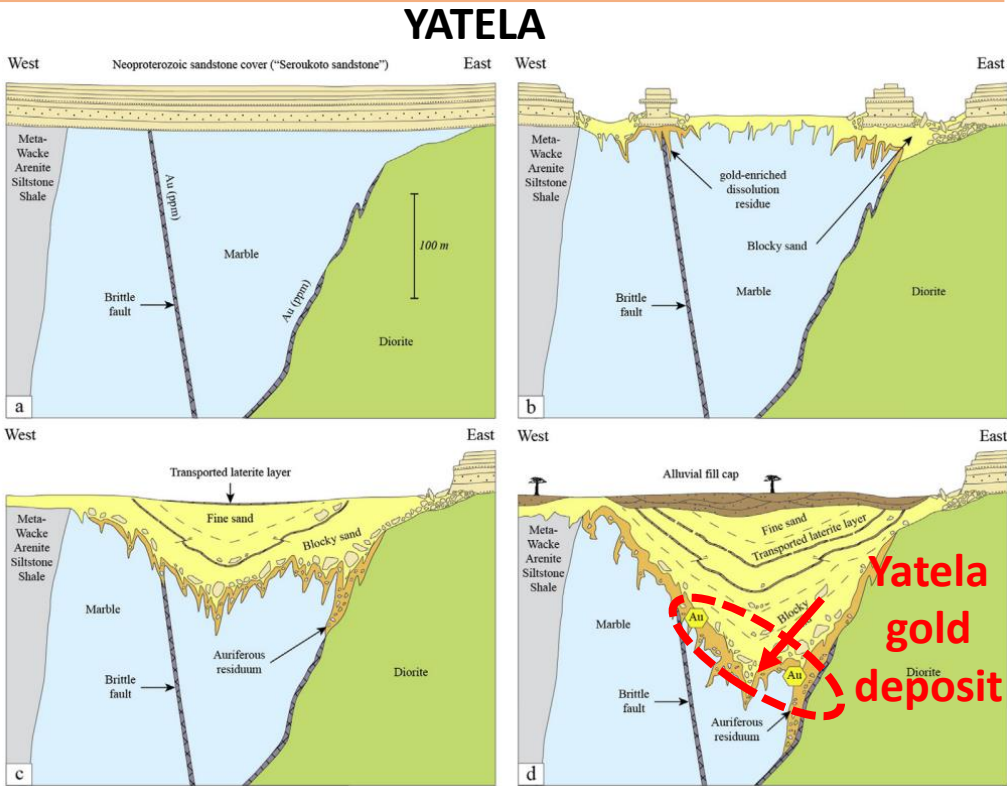 YATELA
West
Neoproterozoic sandstone cover ("Seroukoto sandstone")
East
Meta-
Wacke
Arenite
Siltstone
Shale
Au (ppm)
100 m
Marble
Brittle
fault
Au (ppm)
Diorite
a
West
East
Meta-
Wacke
Arenite
Siltstone
Shale
gold-enriched
dissolution
residue
Blocky sand
Brittle
fault
Marble
Diorite
b
West
East
Transported laterite layer
Fine sand
Blocky sand
Meta-
Wacke
Arenite
Siltstone
Shale
Marble
Auriferous
residuum
Brittle
fault
Diorite
c
West
East
Alluvial fill cap
Meta-
Wacke
Arenite
Siltstone
Shale
Fine sand
Transported laterite layer
Blocky
Yatela
gold
deposit
Au
Marble
Au
Diorite
Brittle
fault
Auriferous
residuum
d